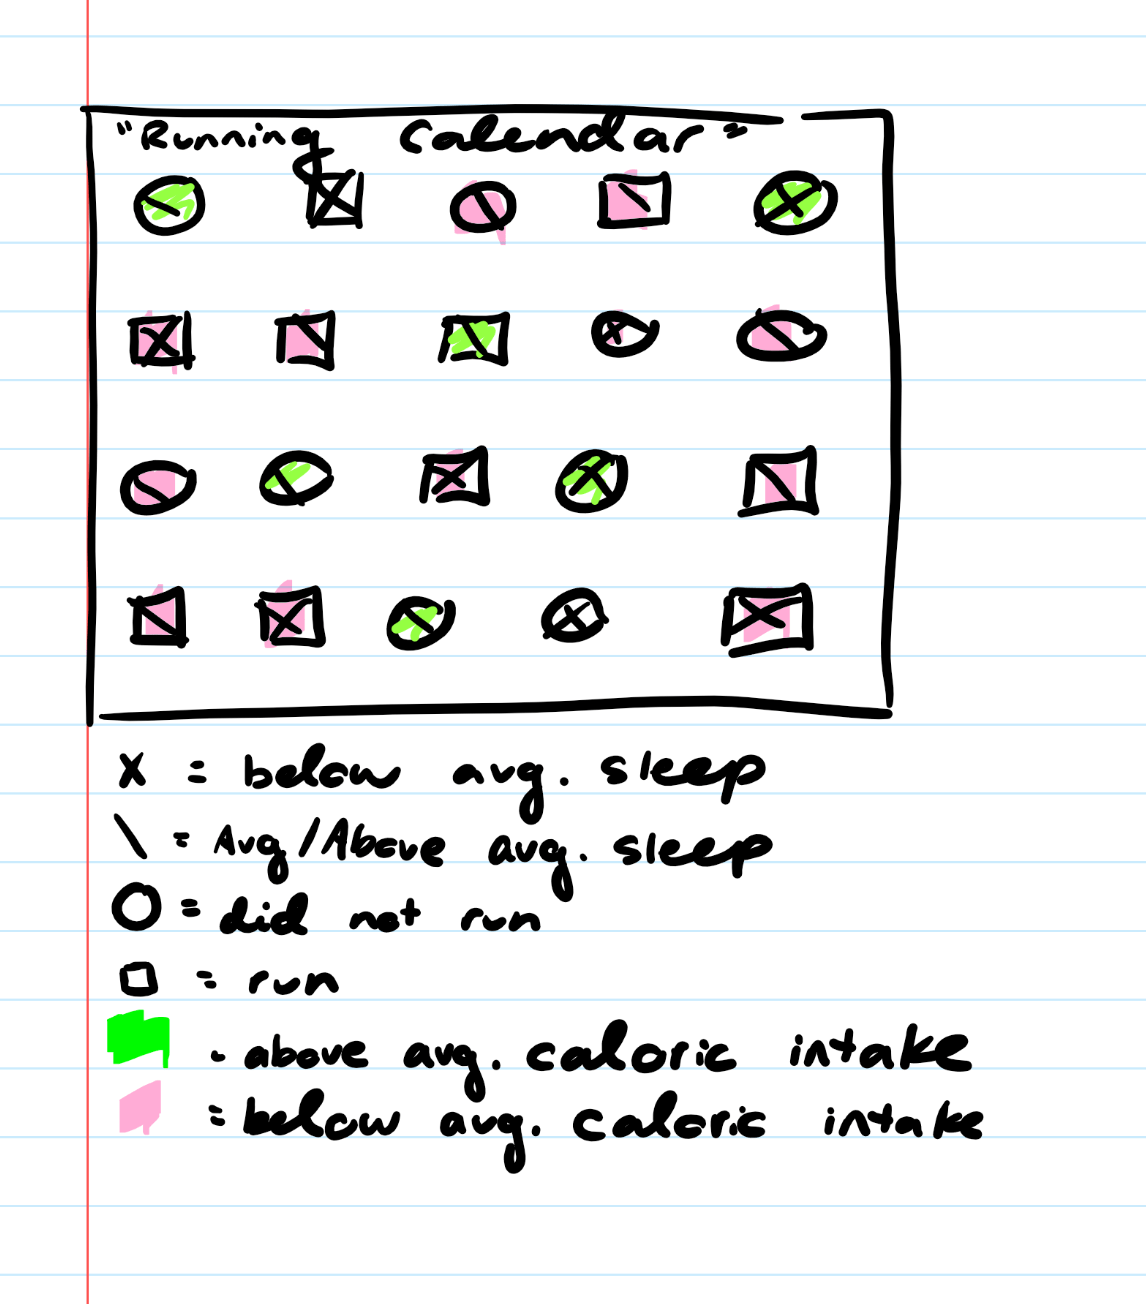 "Running Calendar"
X = below avg. sleep
\ = Avg/Above avg. sleep
O = did not run
□ = run
- above avg. caloric intake
= below avg. caloric intake